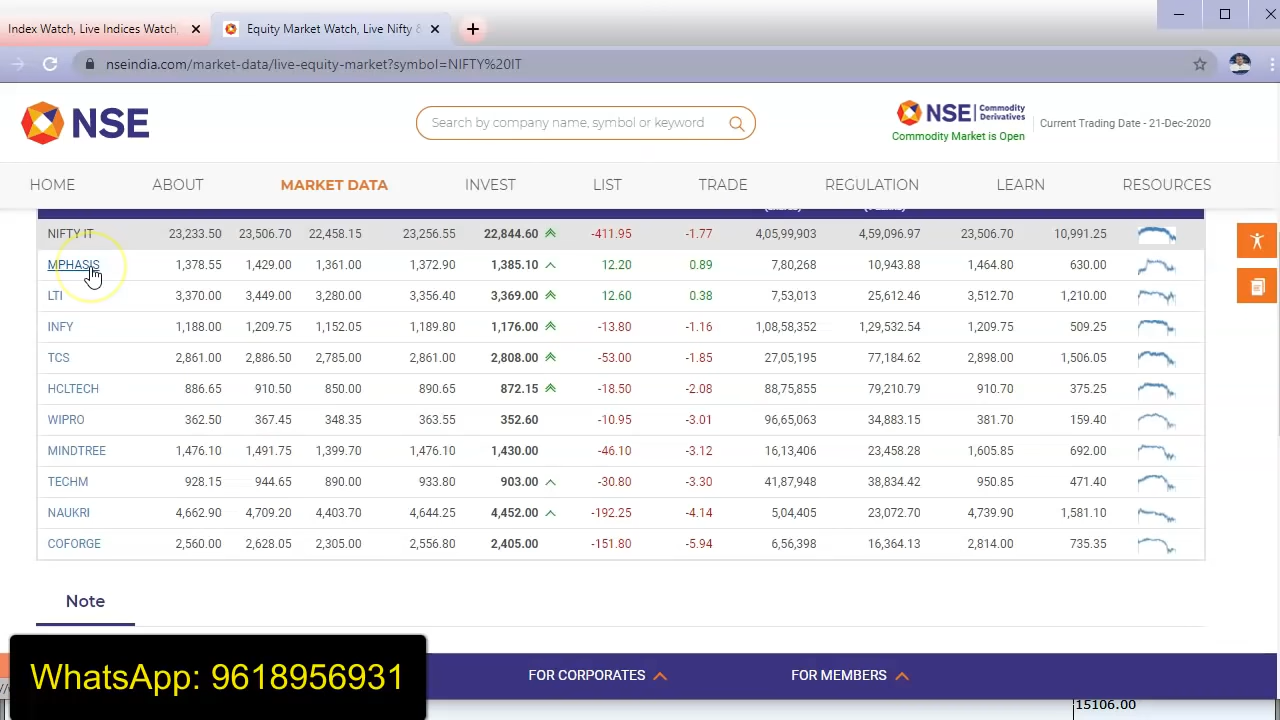 Index Watch, Live Indices Watch,
Equity Market Watch, Live Nifty
nseindia.com/market-data/live-equity-market?symbol=NIFTY%20IT
NSE
Search by company name, symbol or keyword
NSE Commodity Derivatives
Commodity Market is Open
Current Trading Date - 21-Dec-2020
HOME ABOUT MARKET DATA INVEST LIST TRADE REGULATION LEARN RESOURCES
NIFTY IT 23,233.50 23,506.70 22,458.15 23,256.55 22,844.60 -411.95 -1.77 4,05,99,903 4,59,096.97 23,506.70 10,991.25
MPHASIS 1,378.55 1,429.00 1,361.00 1,372.90 1,385.10 12.20 0.89 7,80,268 10,943.88 1,464.80 630.00
LTI 3,370.00 3,449.00 3,280.00 3,356.40 3,369.00 12.60 0.38 7,53,013 25,612.46 3,512.70 1,210.00
INFY 1,188.00 1,209.75 1,152.05 1,189.80 1,176.00 -13.80 -1.16 1,08,58,352 1,29,532.54 1,209.75 509.25
TCS 2,861.00 2,886.50 2,785.00 2,861.00 2,808.00 -53.00 -1.85 27,05,195 77,184.62 2,898.00 1,506.05
HCLTECH 886.65 910.50 850.00 890.65 872.15 -18.50 -2.08 88,75,855 79,210.79 910.70 375.25
WIPRO 362.50 367.45 348.35 363.55 352.60 -10.95 -3.01 96,65,963 34,883.15 381.70 159.40
MINDTREE 1,476.10 1,491.75 1,399.70 1,476.10 1,430.00 -46.10 -3.12 16,13,406 23,458.28 1,605.85 692.00
TECHM 928.15 944.65 890.00 933.80 903.00 -30.80 -3.30 41,87,948 38,834.42 950.85 471.40
NAUKRI 4,662.90 4,709.20 4,403.70 4,644.25 4,452.00 -192.25 -4.14 5,04,405 23,072.70 4,739.90 1,581.10
COFORGE 2,560.00 2,628.05 2,305.00 2,556.80 2,405.00 -151.80 -5.94 6,56,398 16,364.13 2,814.00 735.35
Note
WhatsApp: 9618956931
FOR CORPORATES FOR MEMBERS
15106.00